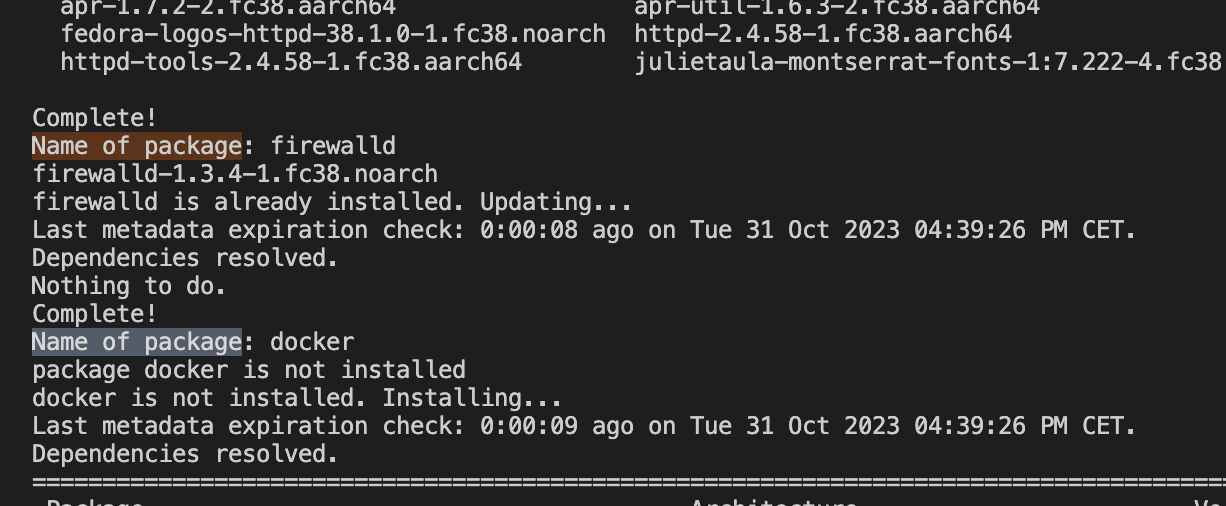 apr-1.7.2-2.fc38.aarch64 apr-util-1.6.3-2.fc38.aarch64
fedora-logos-httpd-38.1.0-1.fc38.noarch httpd-2.4.58-1.fc38.aarch64
httpd-tools-2.4.58-1.fc38.aarch64 julietaula-montserrat-fonts-1:7.222-4.fc38
Complete!
Name of package: firewalld
firewalld-1.3.4-1.fc38.noarch
firewalld is already installed. Updating...
Last metadata expiration check: 0:00:08 ago on Tue 31 Oct 2023 04:39:26 PM CET.
Dependencies resolved.
Nothing to do.
Complete!
Name of package: docker
package docker is not installed
docker is not installed. Installing...
Last metadata expiration check: 0:00:09 ago on Tue 31 Oct 2023 04:39:26 PM CET.
Dependencies resolved.
================================================================================
Package Architecture